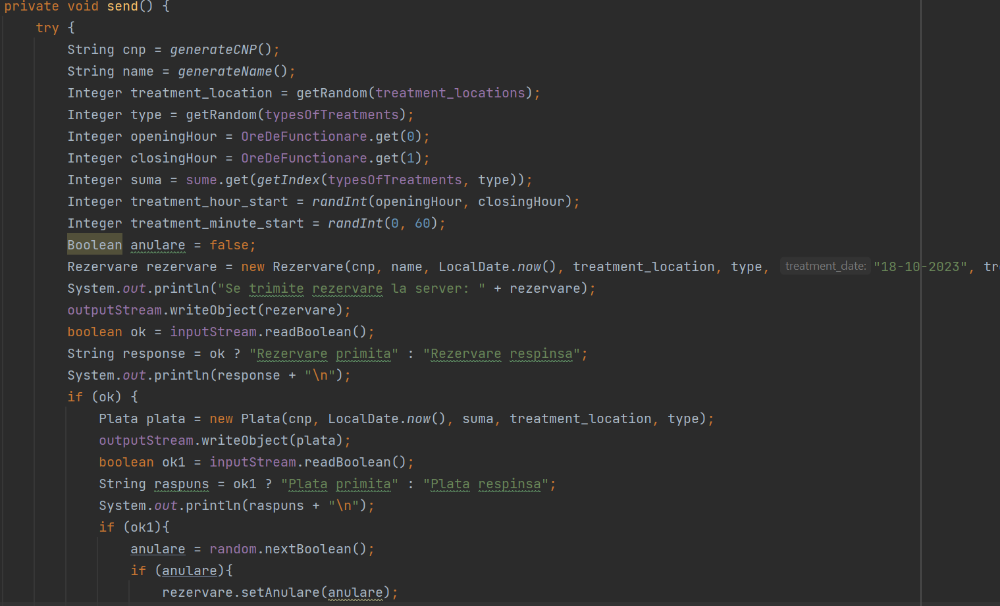 private void send() {
    try {
        String cnp = generateCNP();
        String name = generateName();
        Integer treatment_location = getRandom(treatment_locations);
        Integer type = getRandom(typesOfTreatments);
        Integer openingHour = OreDeFunctionare.get(0);
        Integer closingHour = OreDeFunctionare.get(1);
        Integer suma = sume.get(getIndex(typesOfTreatments, type));
        Integer treatment_hour_start = randInt(openingHour, closingHour);
        Integer treatment_minute_start = randInt(0, 60);
        Boolean anulare = false;
        Rezervare rezervare = new Rezervare(cnp, name, LocalDate.now(), treatment_location, type, treatment_date: "18-10-2023", tr
        System.out.println("Se trimite rezervare la server: " + rezervare);
        outputStream.writeObject(rezervare);
        boolean ok = inputStream.readBoolean();
        String response = ok ? "Rezervare primita" : "Rezervare respinsa";
        System.out.println(response + "\n");
        if (ok) {
            Plata plata = new Plata(cnp, LocalDate.now(), suma, treatment_location, type);
            outputStream.writeObject(plata);
            boolean ok1 = inputStream.readBoolean();
            String raspuns = ok1 ? "Plata primita" : "Plata respinsa";
            System.out.println(raspuns + "\n");
            if (ok1){
                anulare = random.nextBoolean();
                if (anulare){
                    rezervare.setAnulare(anulare);